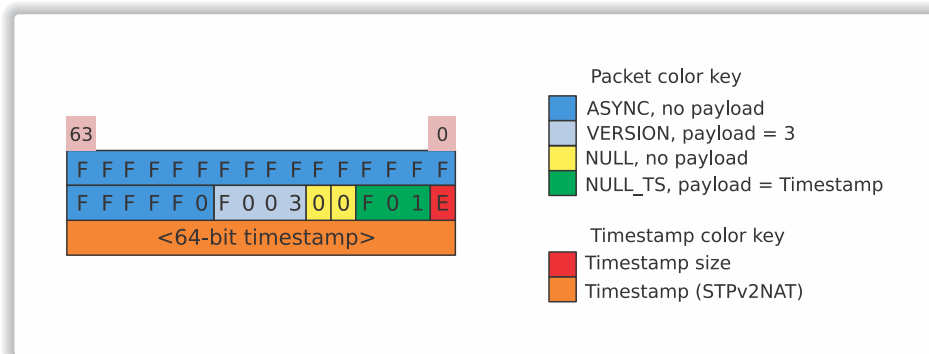 63 0
F F F F F F F F F F F F F F F F
F F F F F 0 F 0 0 3 0 0 F 0 1 E
<64-bit timestamp>
Packet color key
ASYNC, no payload
VERSION, payload = 3
NULL, no payload
NULL_TS, payload = Timestamp
Timestamp color key
Timestamp size
Timestamp (STPv2NAT)